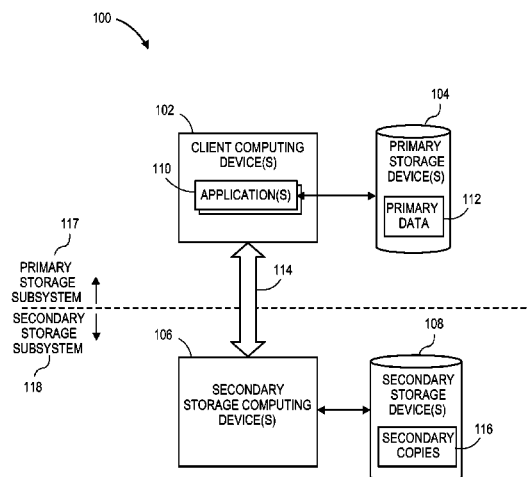 100
102
104
CLIENT COMPUTING
DEVICE(S)
110
APPLICATION(S)
PRIMARY
STORAGE
DEVICE(S)
PRIMARY
DATA
112
117
PRIMARY
STORAGE
SUBSYSTEM
114
SECONDARY
STORAGE
SUBSYSTEM
118
106
SECONDARY
STORAGE COMPUTING
DEVICE(S)
108
SECONDARY
STORAGE
DEVICE(S)
SECONDARY
COPIES
116